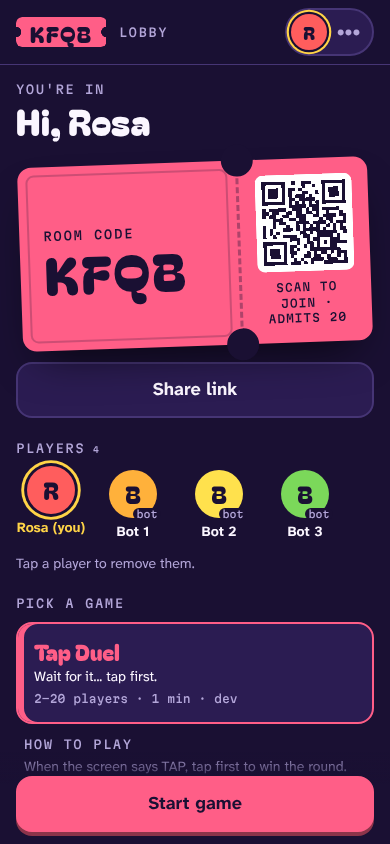 KFQB LOBBY R •••
YOU'RE IN
Hi, Rosa
ROOM CODE
KFQB
SCAN TO
JOIN ·
ADMITS 20
Share link
PLAYERS 4
R B B B
bot bot bot
Rosa (you) Bot 1 Bot 2 Bot 3
Tap a player to remove them.
PICK A GAME
Tap Duel
Wait for it… tap first.
2–20 players · 1 min · dev
HOW TO PLAY
When the screen says TAP, tap first to win the round.
Start game